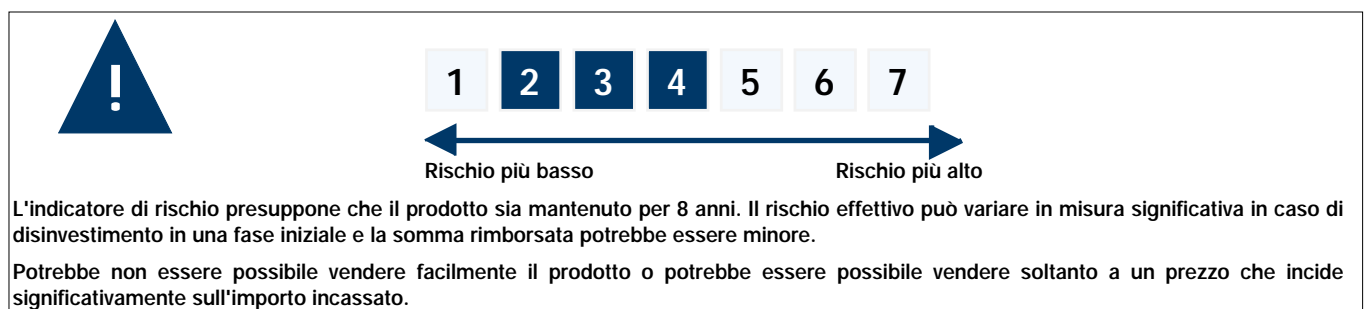 !
1 2 3 4 5 6 7
Rischio più basso Rischio più alto
L'indicatore di rischio presuppone che il prodotto sia mantenuto per 8 anni. Il rischio effettivo può variare in misura significativa in caso di
disinvestimento in una fase iniziale e la somma rimborsata potrebbe essere minore.
Potrebbe non essere possibile vendere facilmente il prodotto o potrebbe essere possibile vendere soltanto a un prezzo che incide
significativamente sull'importo incassato.